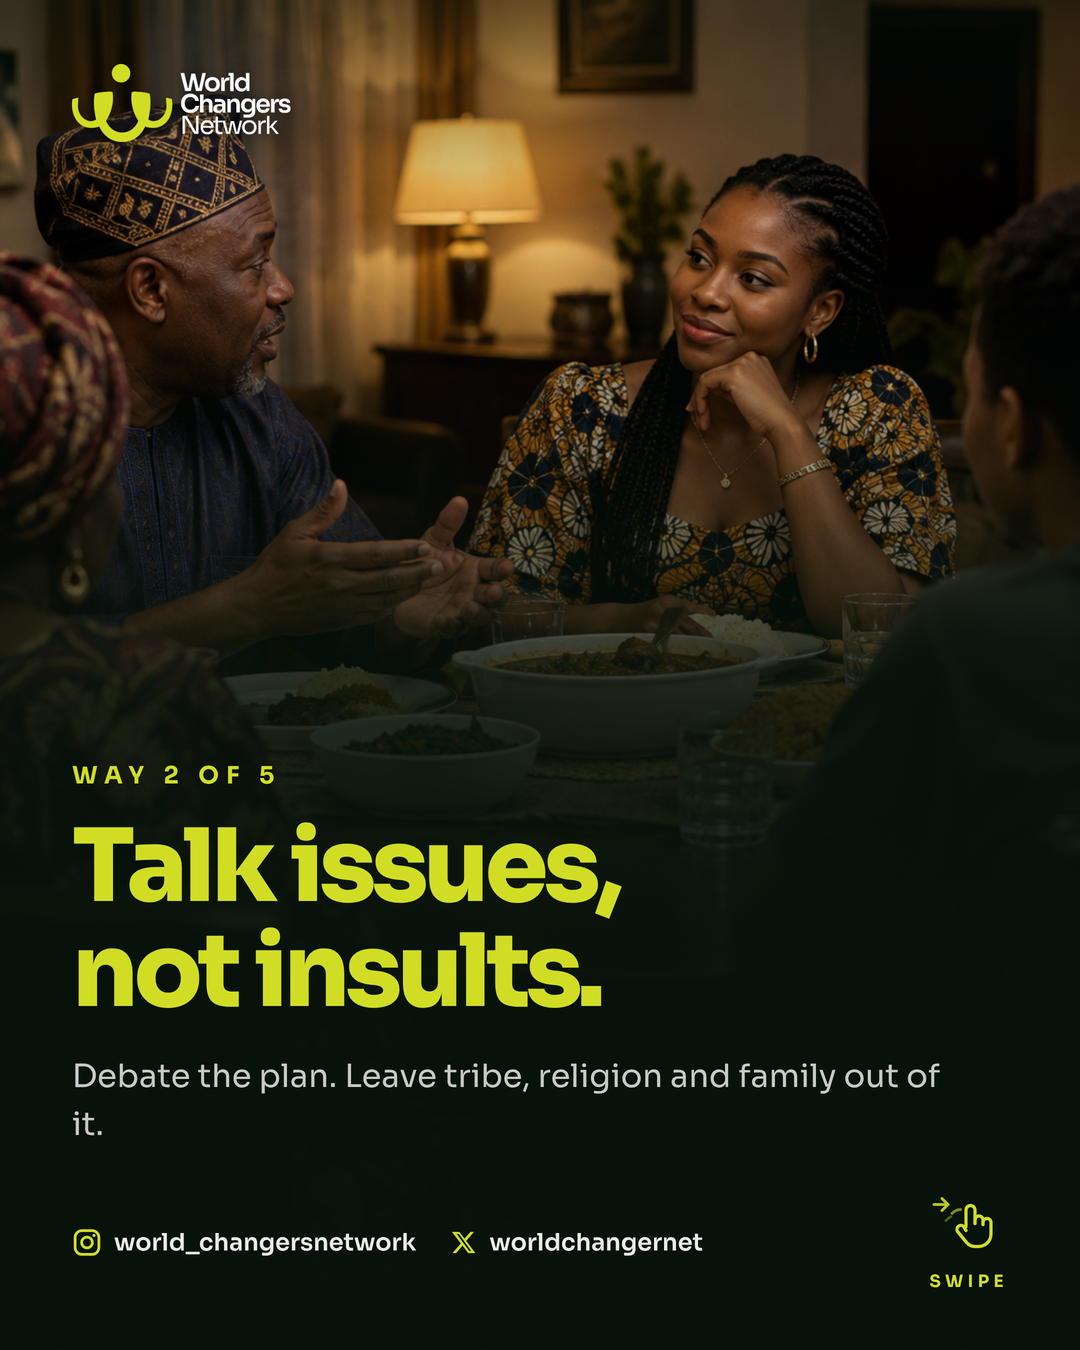 World
Changers
Network
WAY 2 OF 5
Talk issues,
not insults.
Debate the plan. Leave tribe, religion and family out of
it.
world_changersnetwork
worldchangernet
SWIPE